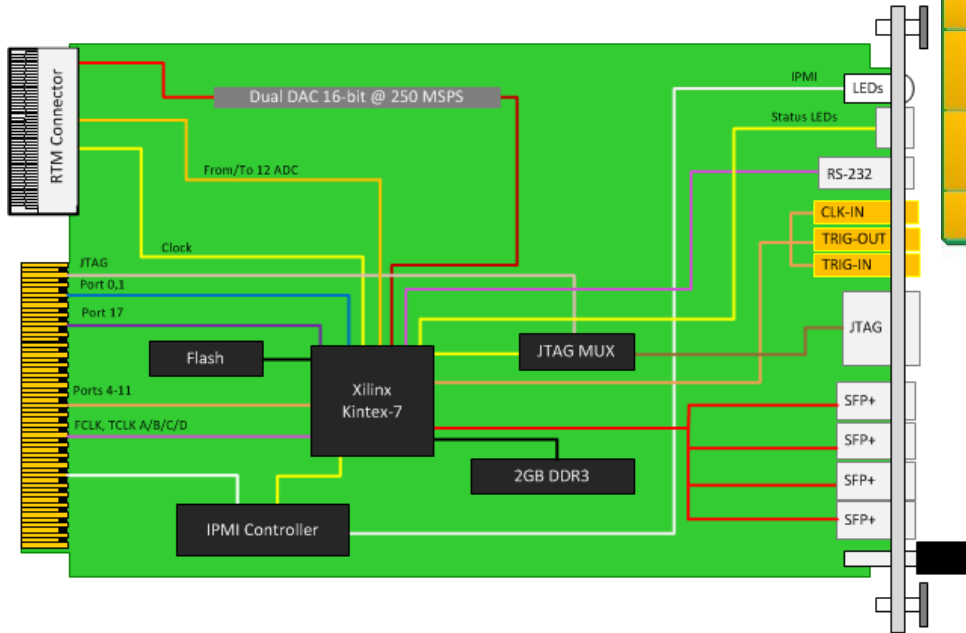 RTM Connector
Dual DAC 16-bit @ 250 MSPS
IPMI
LEDs
Status LEDs
RS-232
From/To 12 ADC
CLK-IN
TRIG-OUT
TRIG-IN
Clock
JTAG
Port 0,1
Port 17
Flash
Xilinx
Kintex-7
JTAG MUX
JTAG
Ports 4-11
FCLK, TCLK A/B/C/D
2GB DDR3
SFP+
SFP+
SFP+
SFP+
IPMI Controller